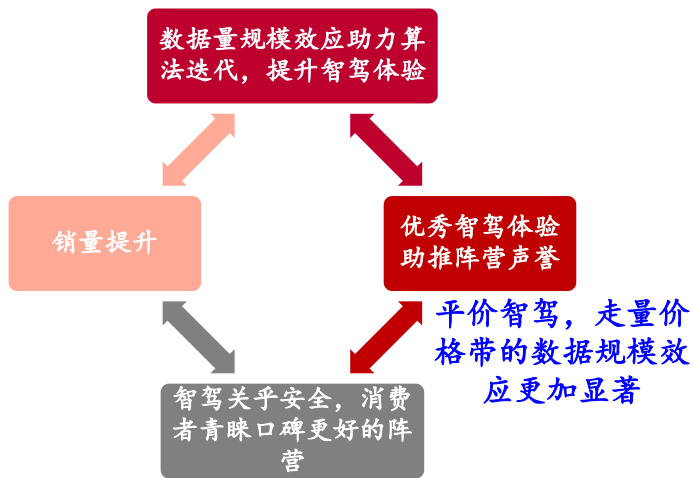 数据量规模效应助力算
法迭代，提升智驾体验
销量提升
优秀智驾体验
助推阵营声誉
平价智驾，走量价
格带的数据规模效
应更加显著
智驾关乎安全，消费
者青睐口碑更好的阵
营